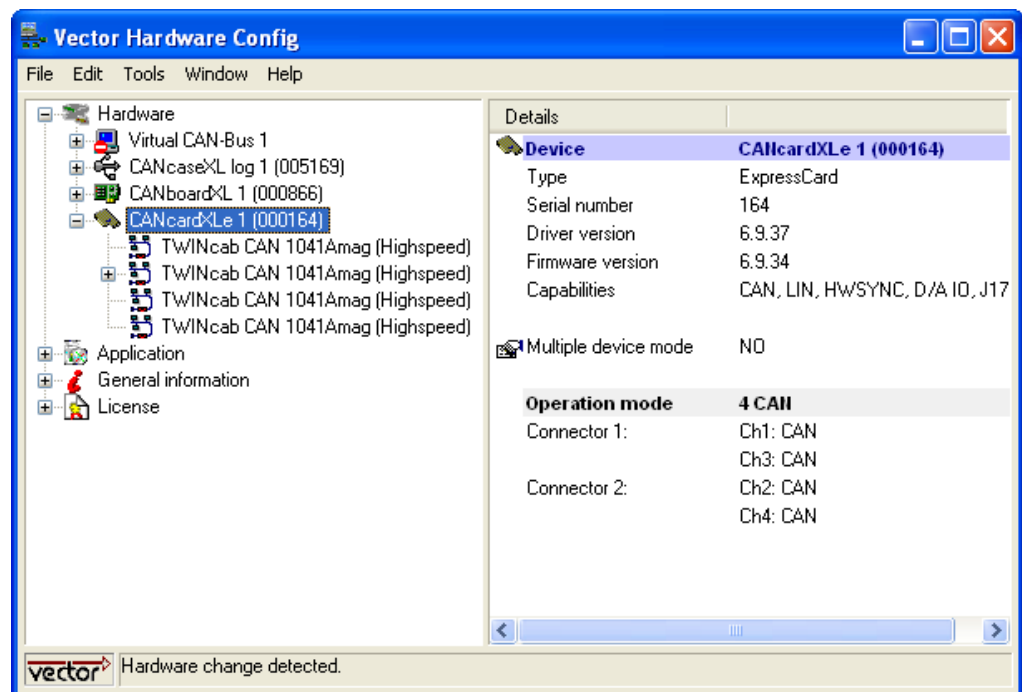 Vector Hardware Config
File Edit Tools Window Help
Hardware
Virtual CAN-Bus 1
CANcaseXL log 1 (005169)
CANboardXL 1 (000866)
CANcardXLe 1 (000164)
TWINcab CAN 1041Amag (Highspeed)
TWINcab CAN 1041Amag (Highspeed)
TWINcab CAN 1041Amag (Highspeed)
TWINcab CAN 1041Amag (Highspeed)
Application
General information
License
Details
Device CANcardXLe 1 (000164)
Type ExpressCard
Serial number 164
Driver version 6.9.37
Firmware version 6.9.34
Capabilities CAN, LIN, HWSYNC, D/A IO, J17
Multiple device mode NO
Operation mode 4 CAN
Connector 1: Ch1: CAN
Ch3: CAN
Connector 2: Ch2: CAN
Ch4: CAN
vector Hardware change detected.